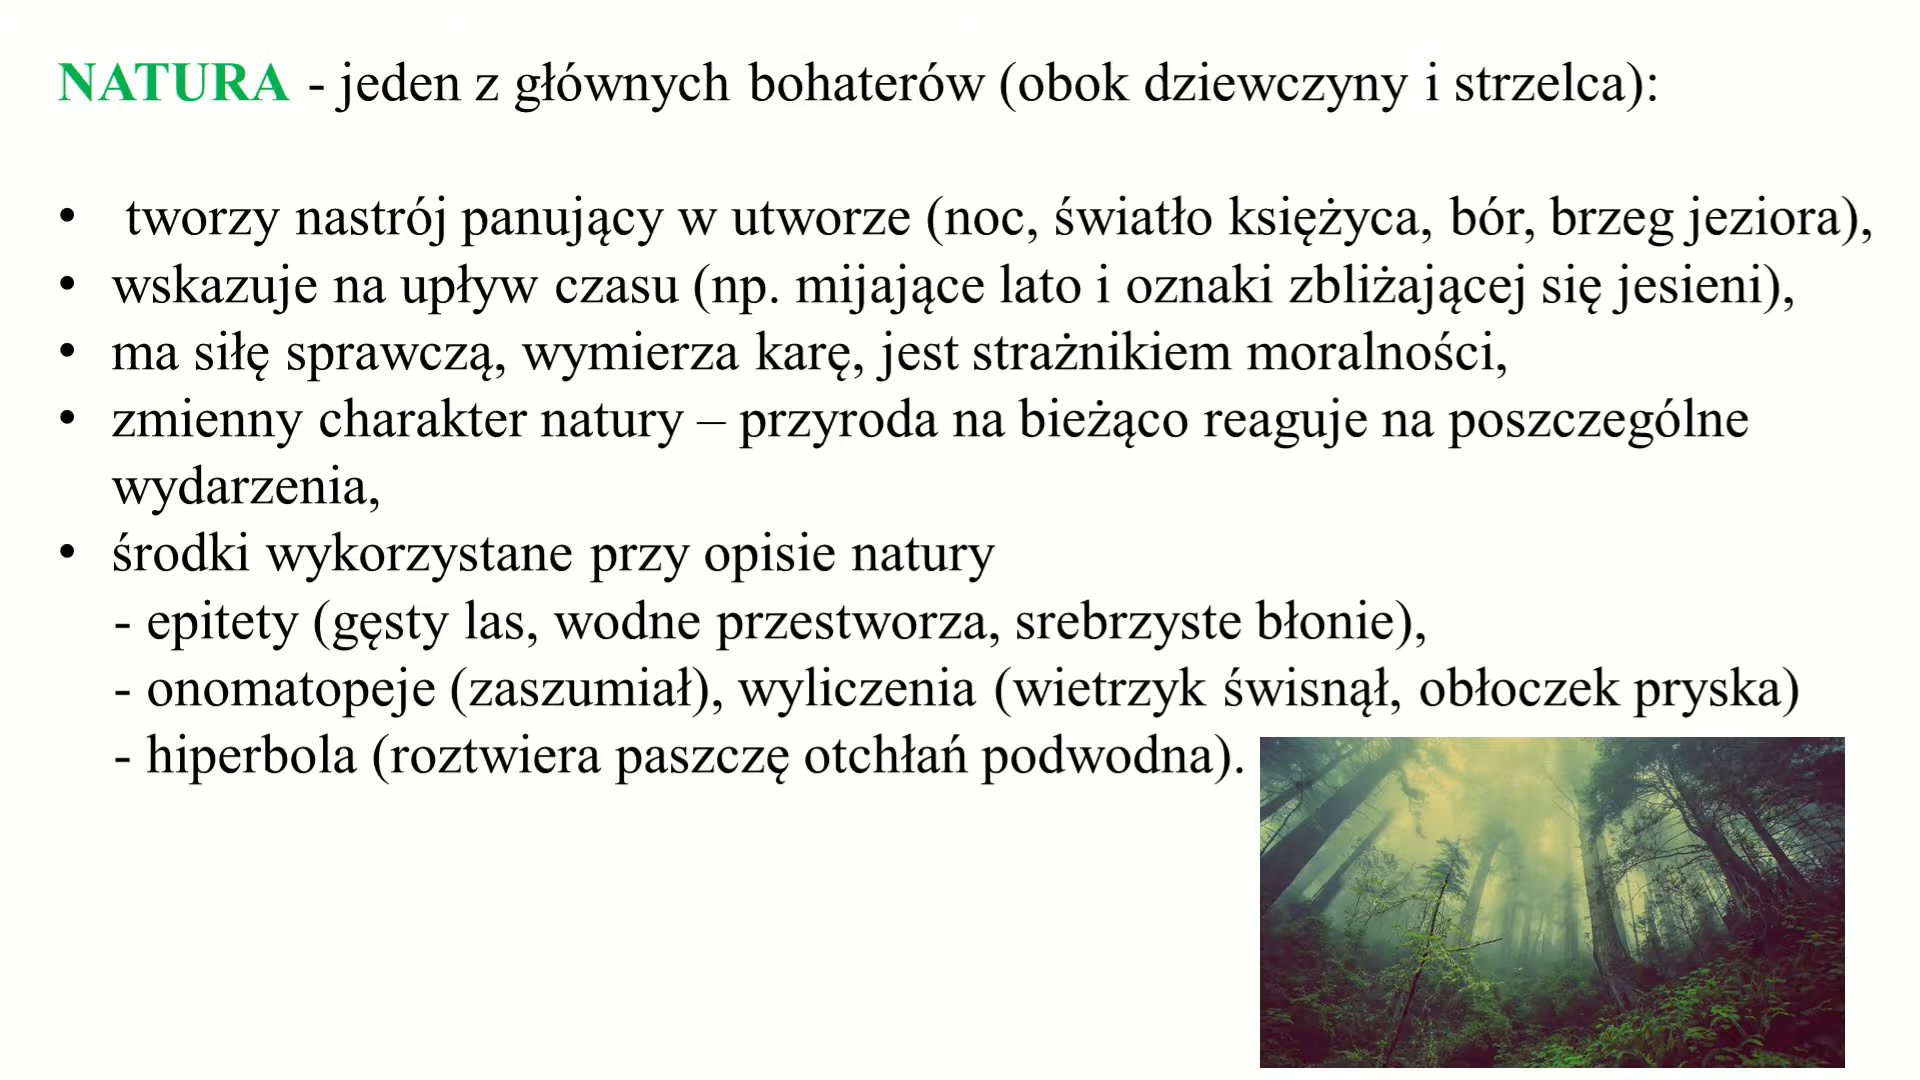 NATURA - jeden z głównych bohaterów (obok dziewczyny i strzelca):
• tworzy nastrój panujący w utworze (noc, światło księżyca, bór, brzeg jeziora),
• wskazuje na upływ czasu (np. mijające lato i oznaki zbliżającej się jesieni),
• ma siłę sprawczą, wymierza karę, jest strażnikiem moralności,
• zmienny charakter natury – przyroda na bieżąco reaguje na poszczególne
wydarzenia,
• środki wykorzystane przy opisie natury
- epitety (gęsty las, wodne przestworza, srebrzyste błonie),
- onomatopeje (zaszumiał), wyliczenia (wietrzyk świsnął, obłoczek pryska)
- hiperbola (roztwiera paszczę otchłań podwodna).